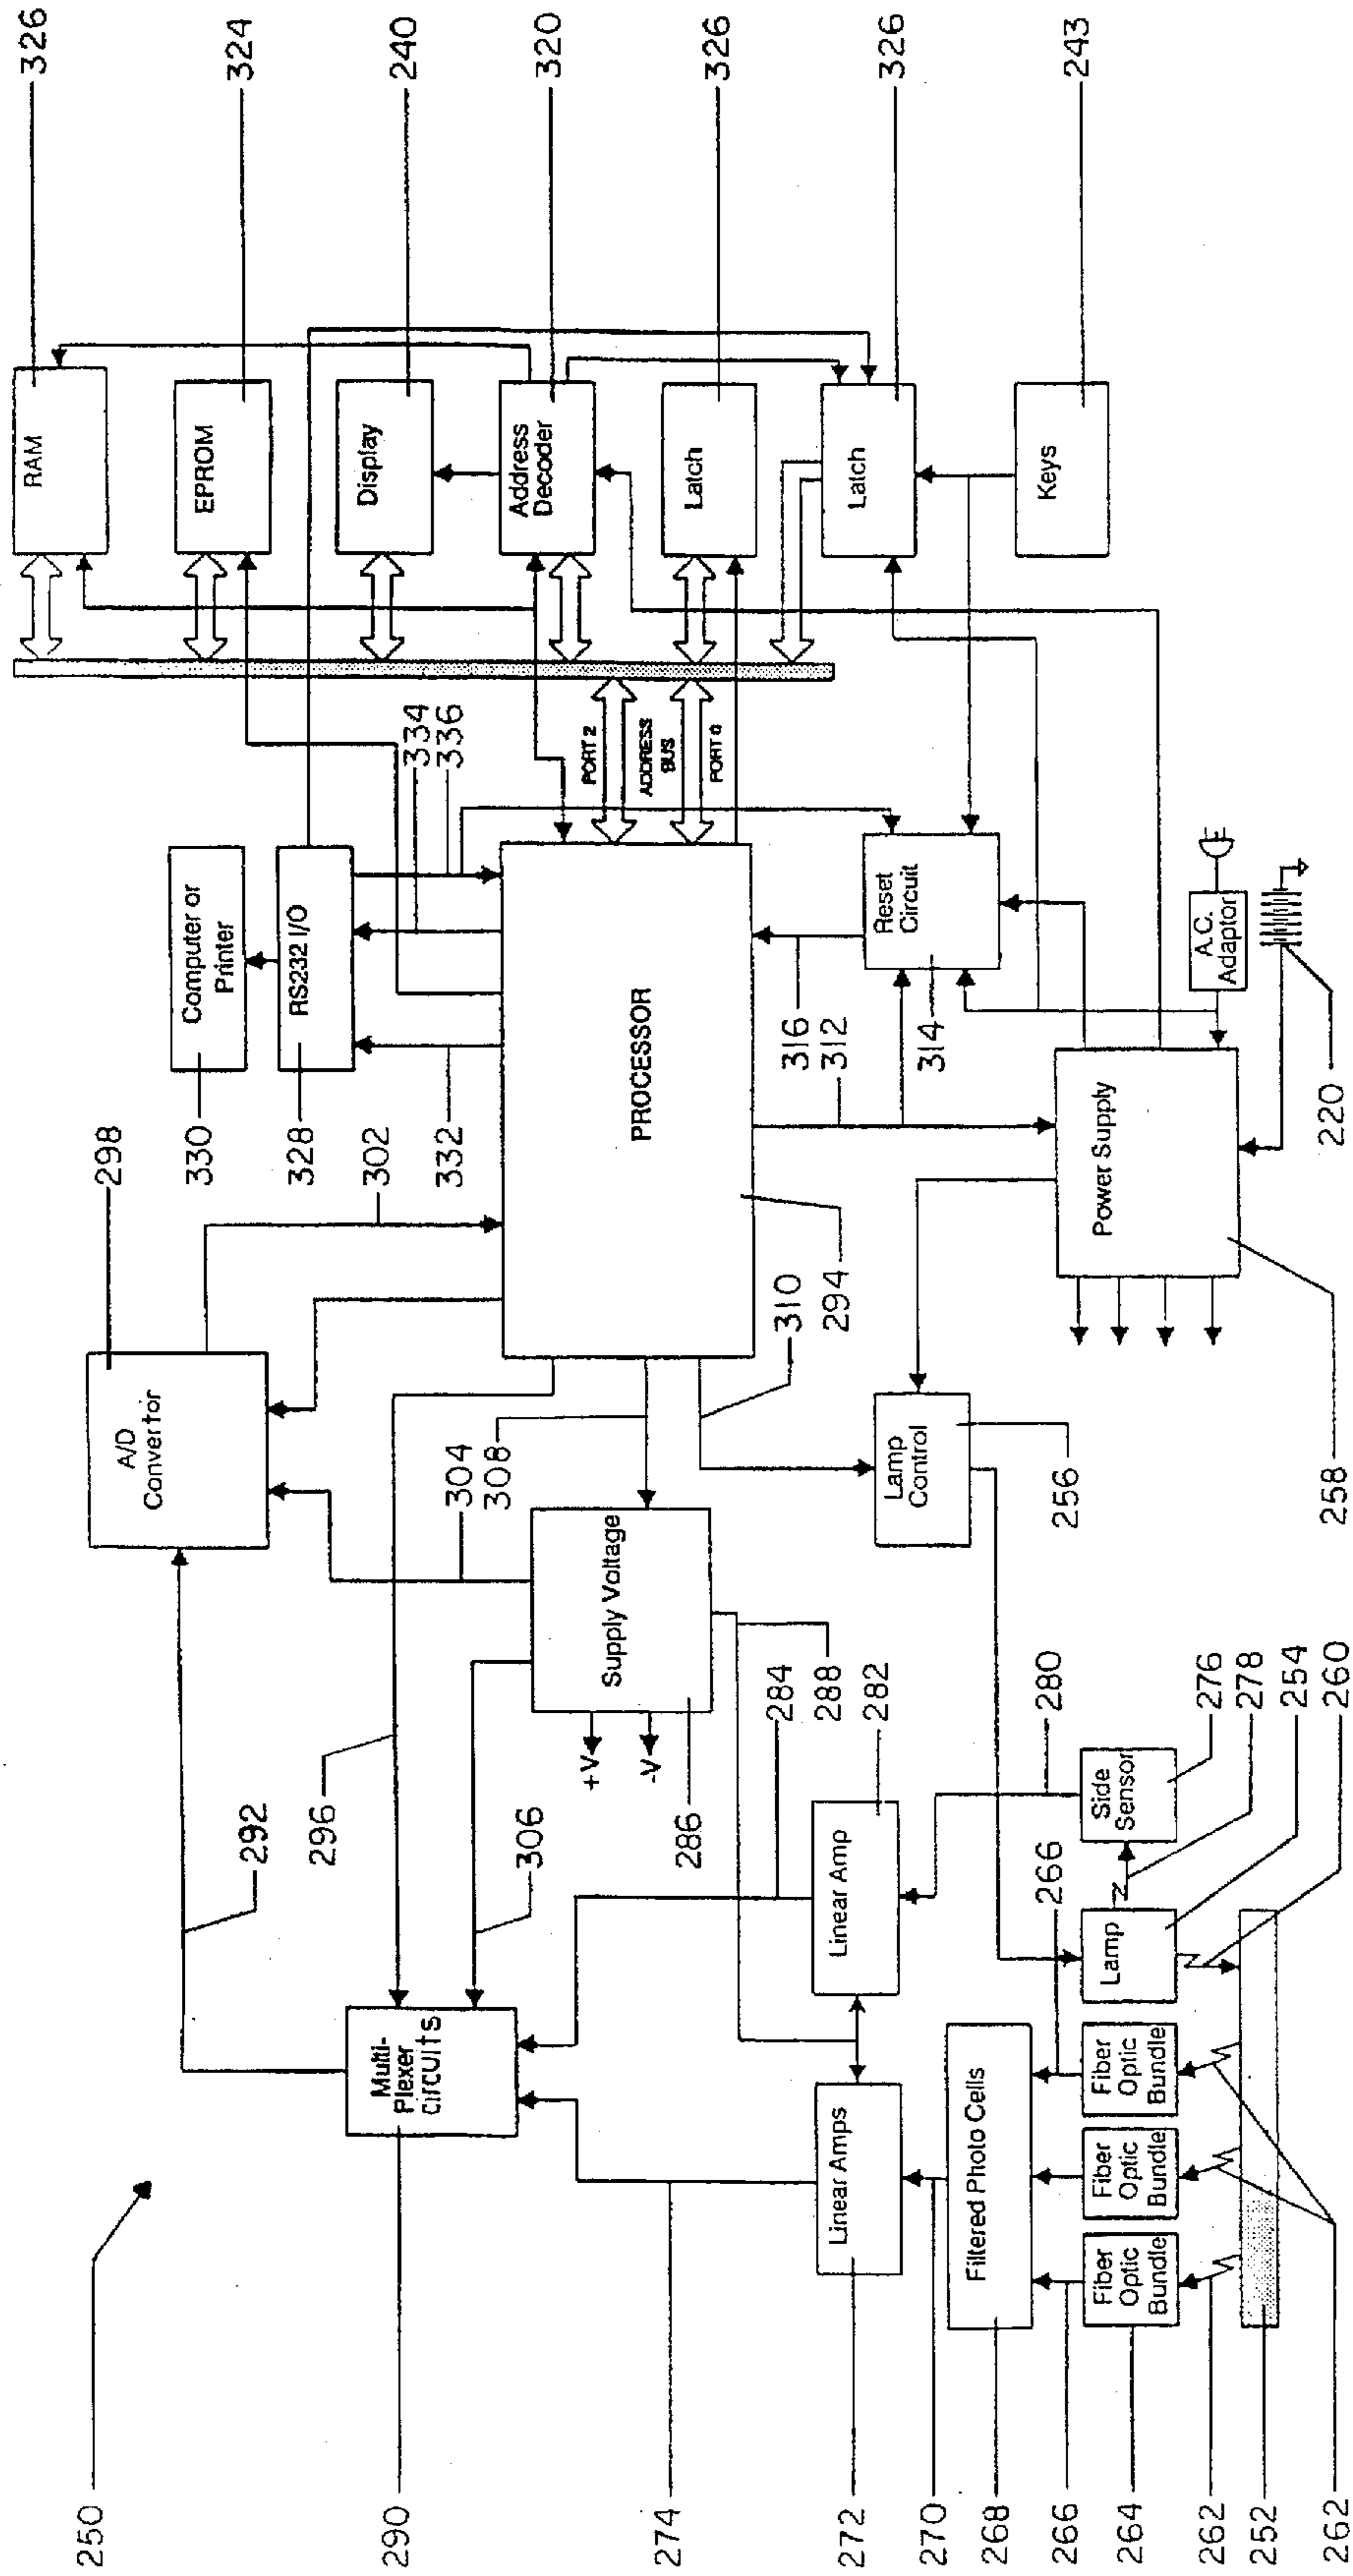 326
324
240
320
326
326
243
RAM
EPROM
Display
Address
Decoder
Latch
Latch
Keys
334
336
PORT 2
ADDRESS
BUS
PORT 0
Computer or
Printer
RS232 I/O
PROCESSOR
Reset
Circuit
A.C.
Adaptor
Power Supply
298
330
328
302
332
316
312
314
220
A/D
Convertor
304
308
310
294
Lamp
Control
256
258
Supply Voltage
+V
-V
292
296
306
286
284
288
282
280
276
278
254
260
Multi-
Plexer
Circuits
Linear Amp
Linear Amps
266
Side
Sensor
Lamp
Filtered Photo Cells
Fiber
Optic
Bundle
Fiber
Optic
Bundle
Fiber
Optic
Bundle
250
290
274
272
270
268
266
264
262
252
262